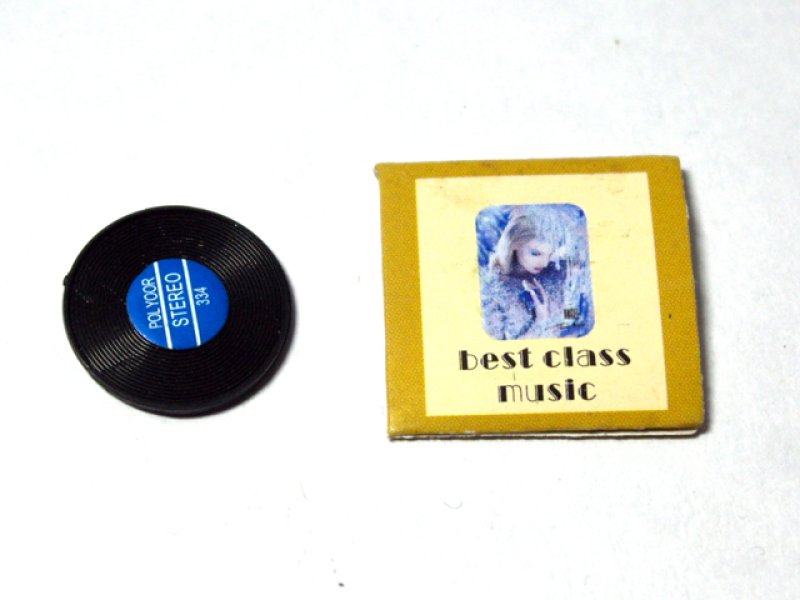 POLYOOR
STEREO
334
best class
music